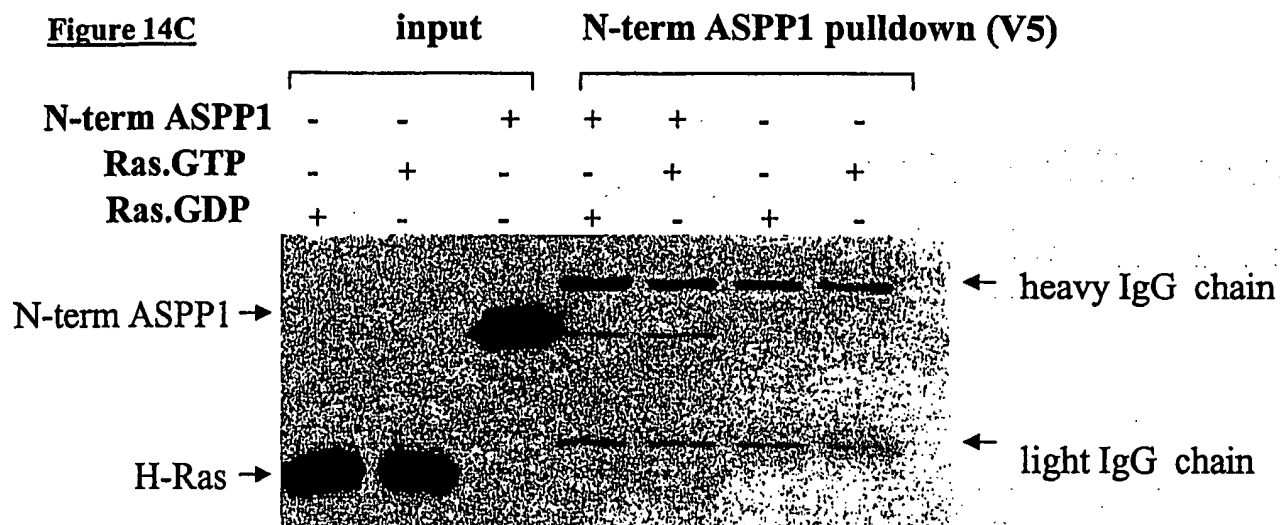 Figure 14C input N-term ASPP1 pulldown (V5)
N-term ASPP1 - - + + + - -
Ras.GTP - + - - + - +
Ras.GDP + - - + - + -
heavy IgG chain
N-term ASPP1
light IgG chain
H-Ras